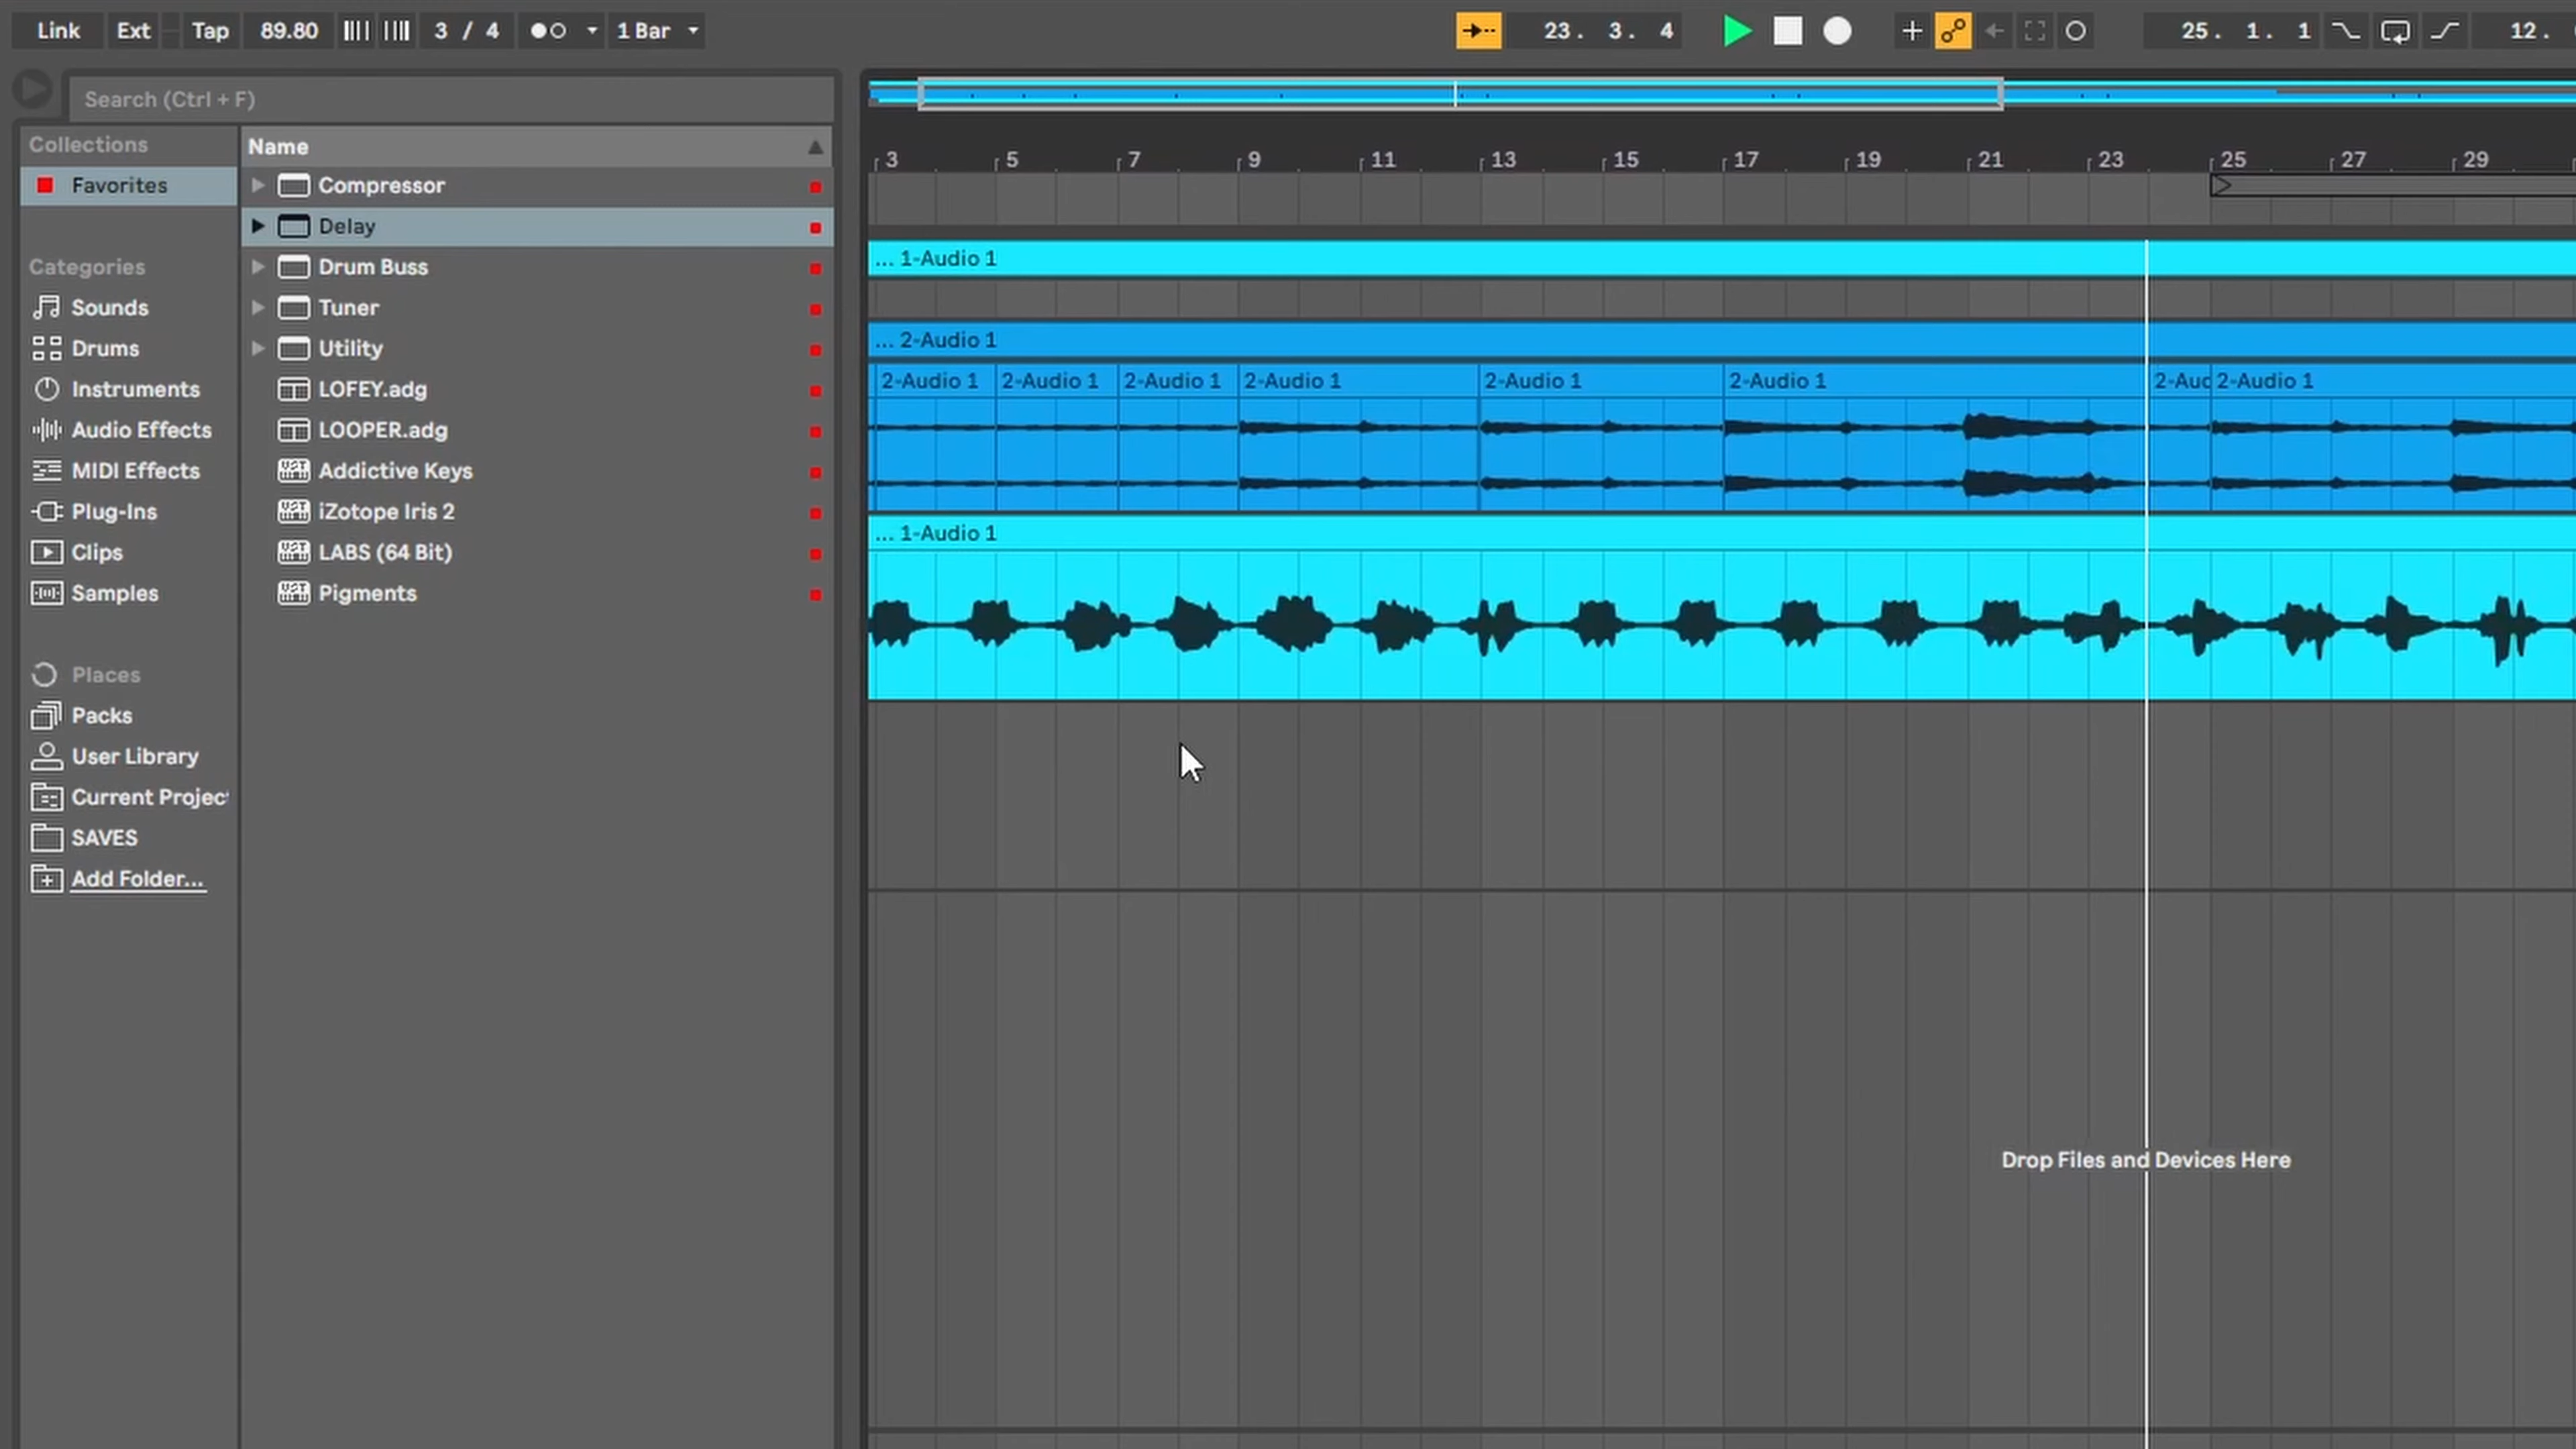 Link Ext Tap 89.80 3 / 4 1 Bar 23. 3. 4 25. 1. 1 12.
Search (Ctrl + F)
Collections
Favorites
Categories
Sounds
Drums
Instruments
Audio Effects
MIDI Effects
Plug-Ins
Clips
Samples
Places
Packs
User Library
Current Projec
SAVES
Add Folder...
Name
Compressor
Delay
Drum Buss
Tuner
Utility
LOFEY.adg
LOOPER.adg
Addictive Keys
iZotope Iris 2
LABS (64 Bit)
Pigments
3 5 7 9 11 13 15 17 19 21 23 25 27 29
... 1-Audio 1
... 2-Audio 1
2-Audio 1 2-Audio 1 2-Audio 1 2-Audio 1 2-Audio 1 2-Audio 1 2-Auc 2-Audio 1
... 1-Audio 1
Drop Files and Devices Here